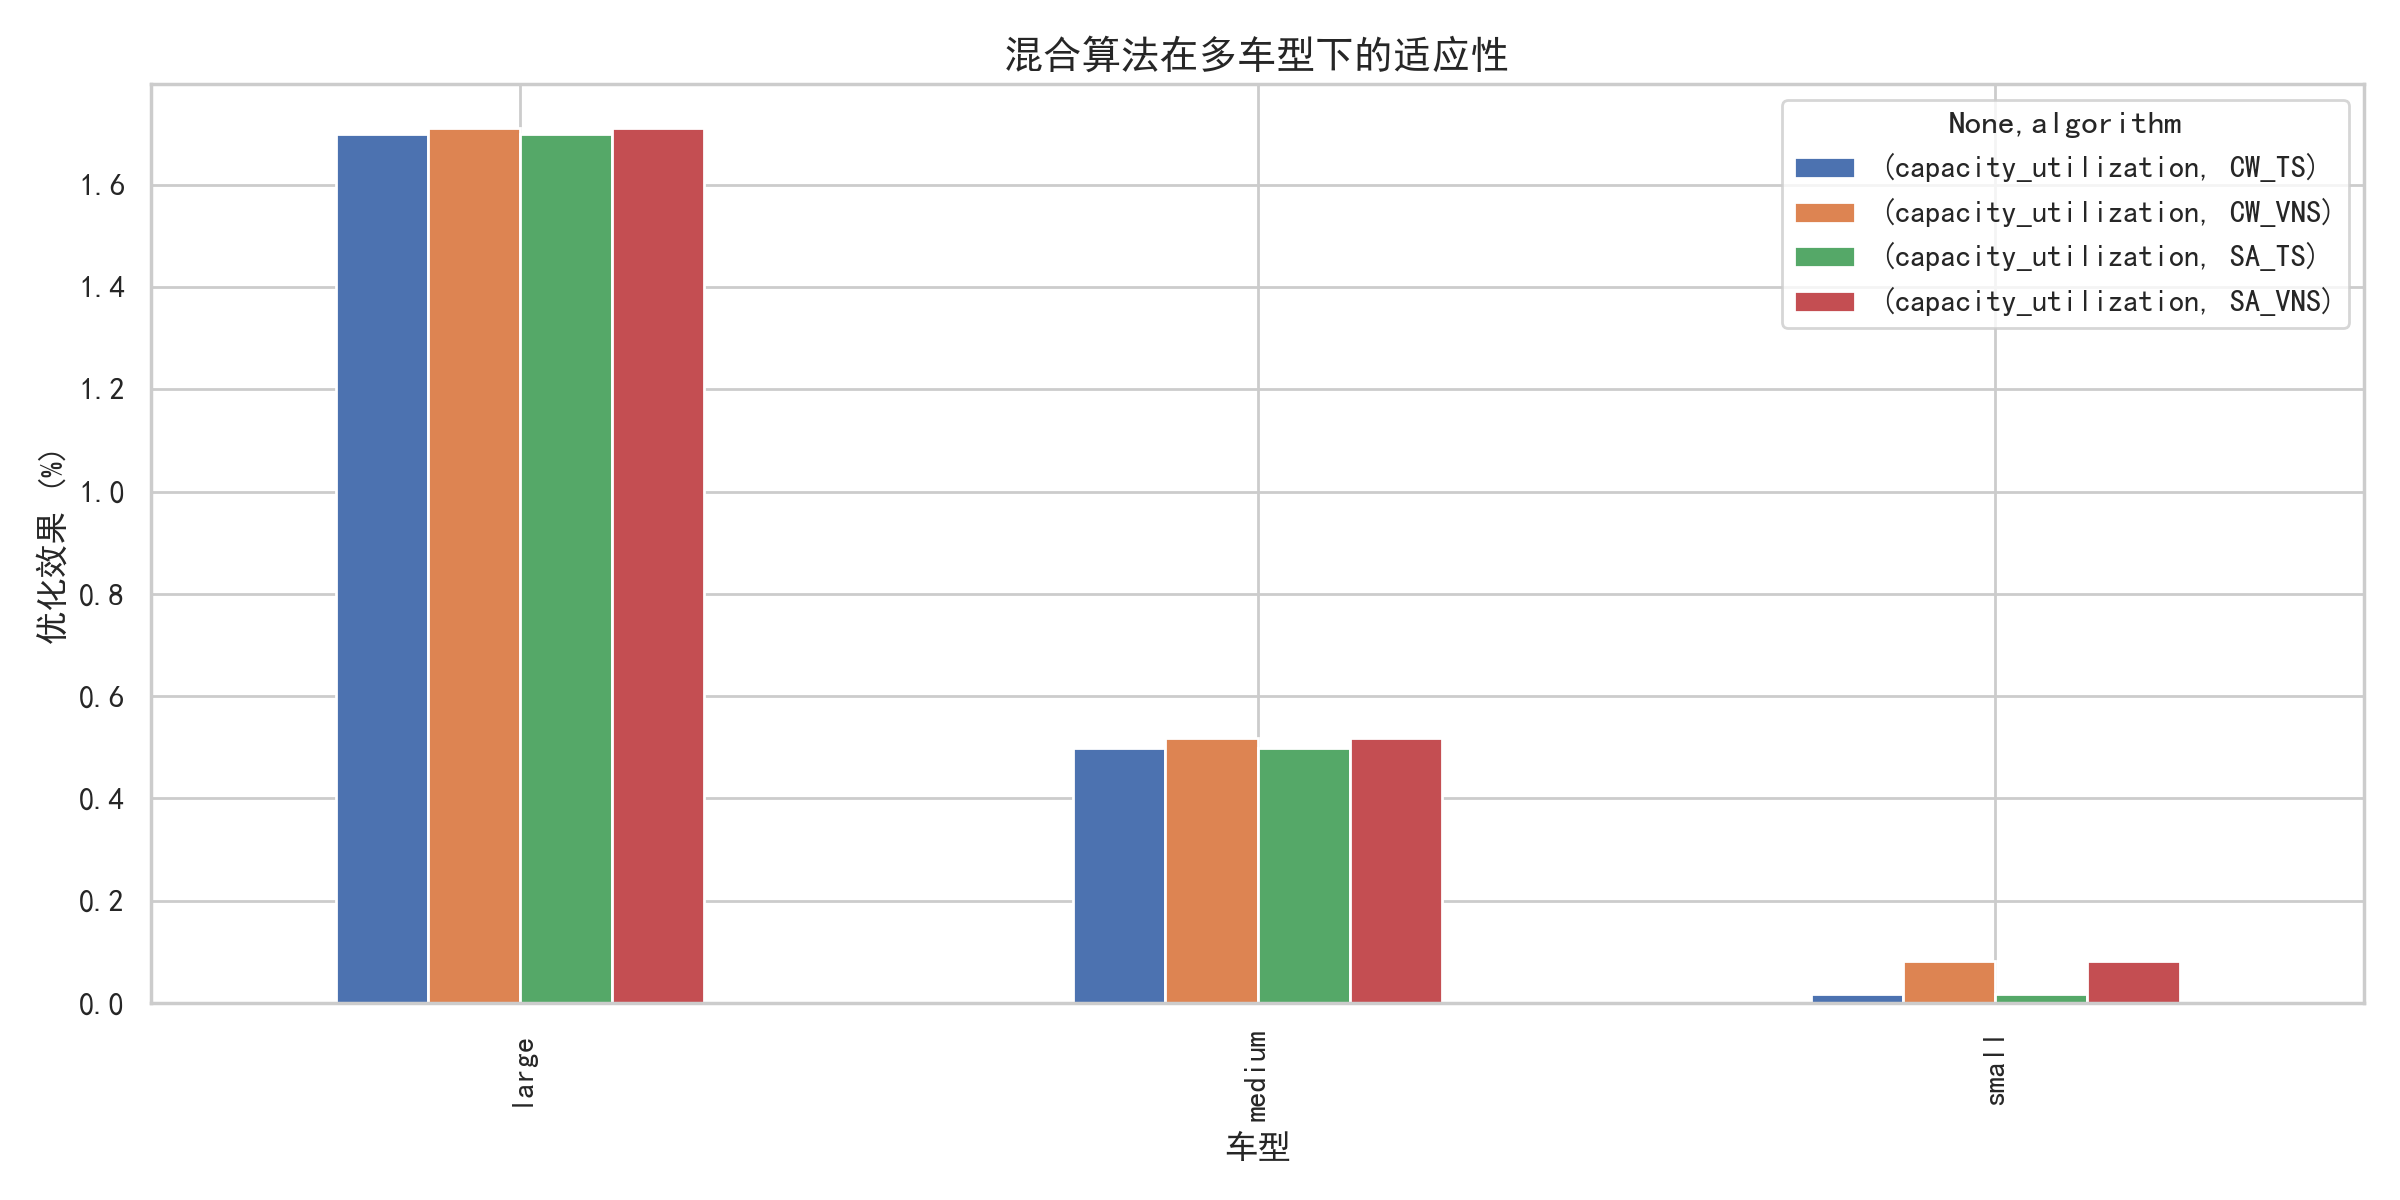 混合算法在多车型下的适应性
None,algorithm
(capacity_utilization, CW_TS)
(capacity_utilization, CW_VNS)
(capacity_utilization, SA_TS)
(capacity_utilization, SA_VNS)
优化效果 (%)
1.6
1.4
1.2
1.0
0.8
0.6
0.4
0.2
0.0
large
medium
small
车型